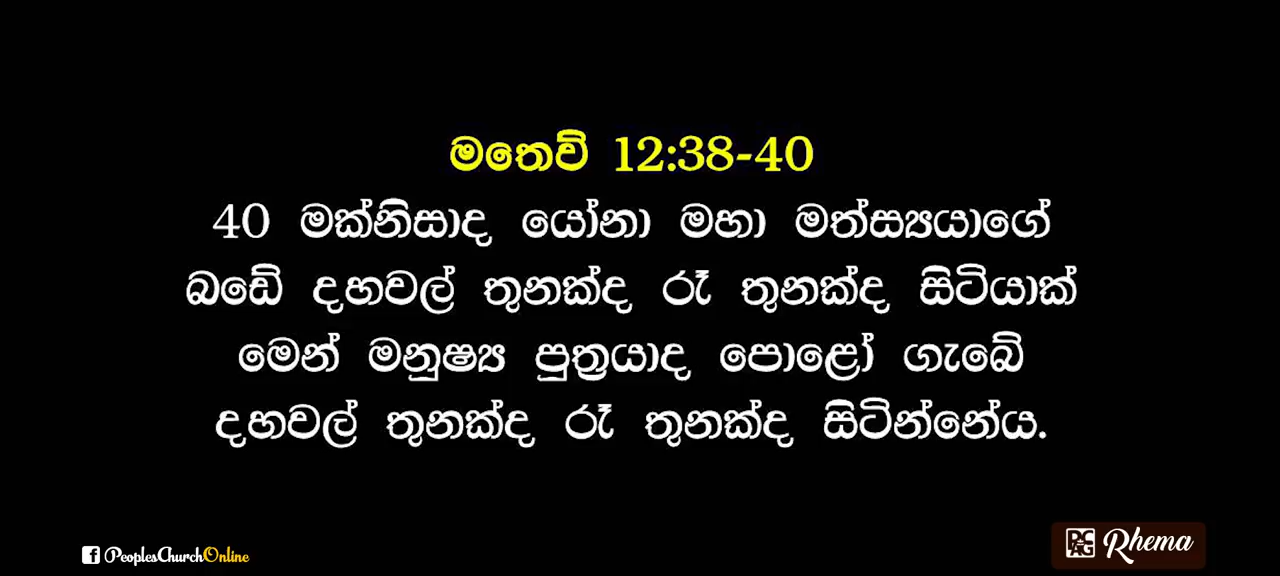 මතෙව් 12:38-40
40 මක්නිසාද යෝනා මහා මත්ස්‍යයාගේ
බඩේ දහවල් තුනක්ද රෑ තුනක්ද සිටියාක්
මෙන් මනුෂ්‍ය පුත්‍රයාද පොළෝ ගැබේ
දහවල් තුනක්ද රෑ තුනක්ද සිටින්නේය.
PeoplesChurchOnline
PCAG Rhema